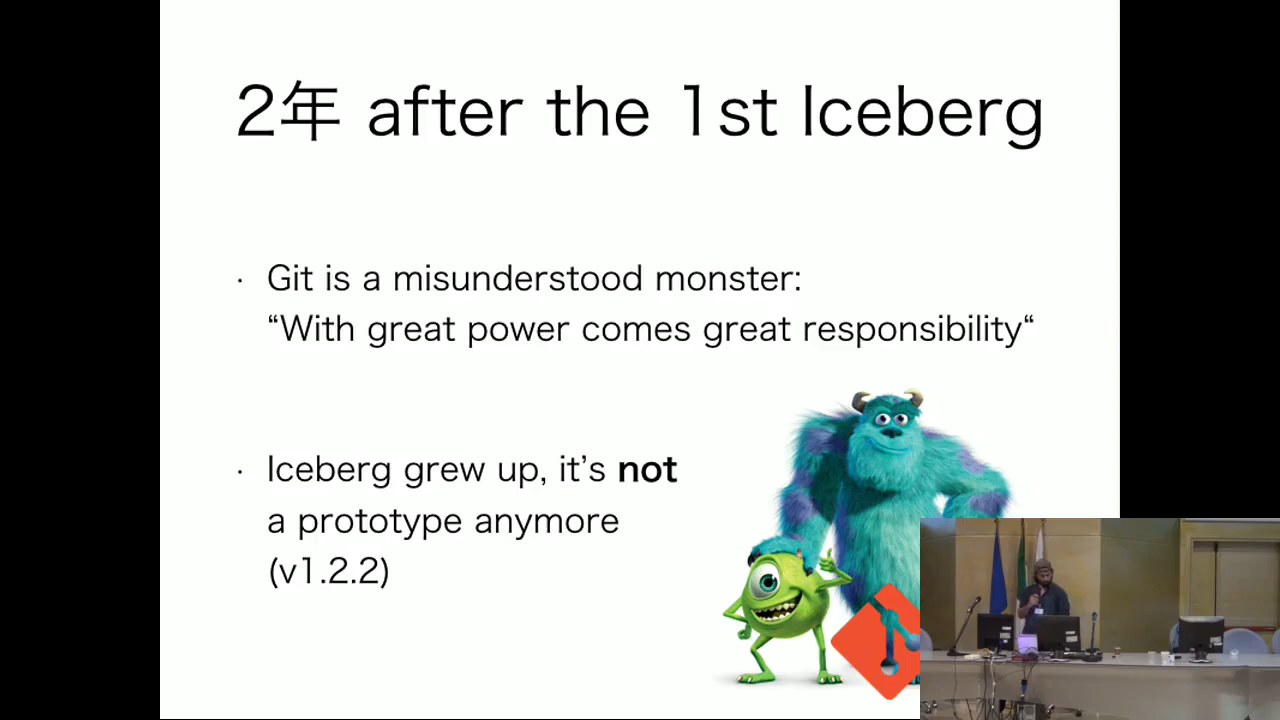 2年 after the 1st Iceberg
· Git is a misunderstood monster:
“With great power comes great responsibility“
· Iceberg grew up, it’s not
a prototype anymore
(v1.2.2)